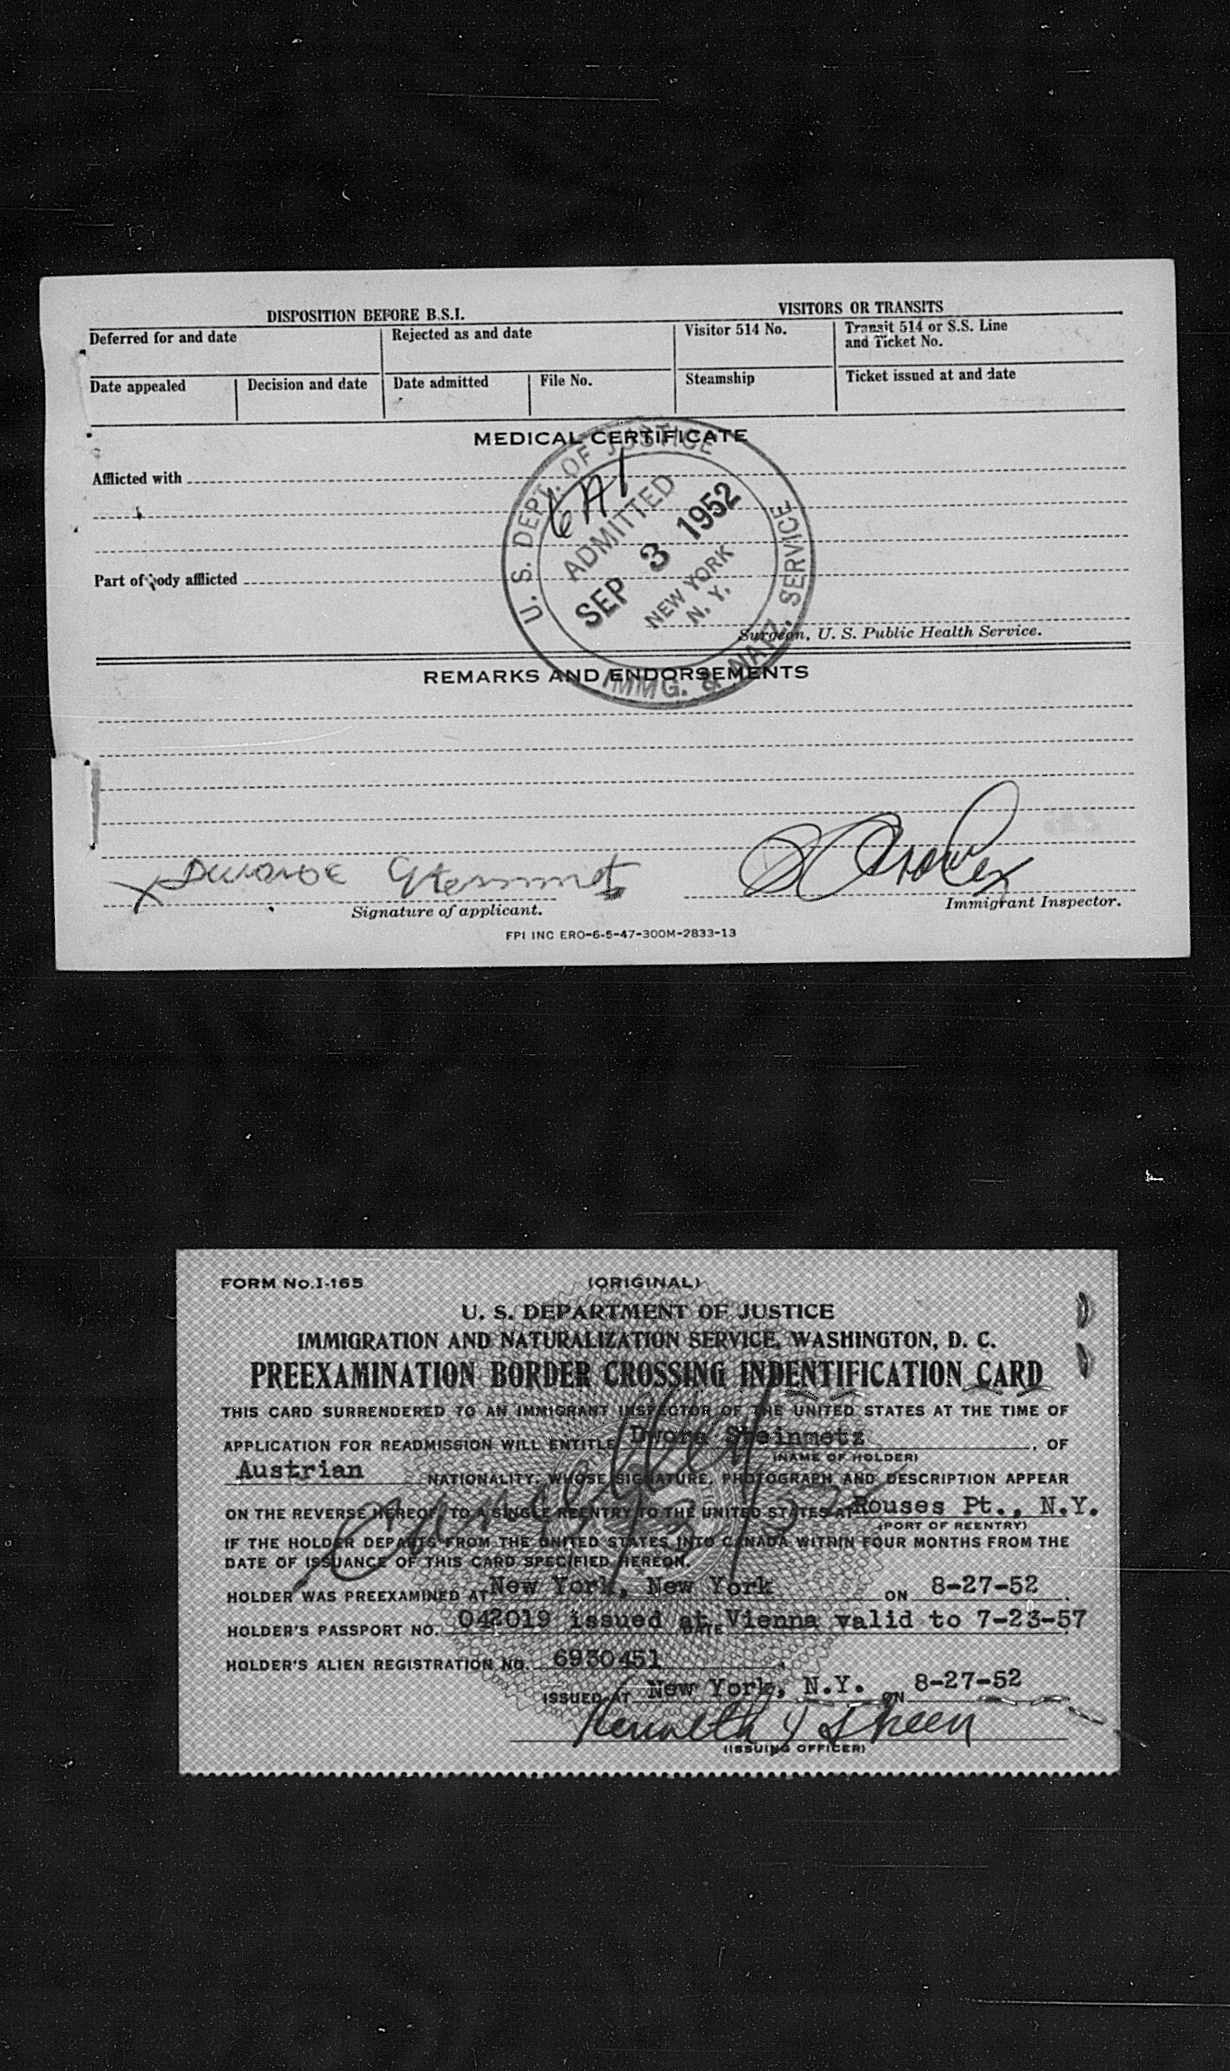 DISPOSITION BEFORE B.S.I.
VISITORS OR TRANSITS
Deferred for and date
Rejected as and date
Visitor 514 No.
Transit 514 or S.S. Line
and Ticket No.
Date appealed
Decision and date
Date admitted
File No.
Steamship
Ticket issued at and date
MEDICAL CERTIFICATE
Afflicted with
Part of body afflicted
U. S. DEPT. OF JUSTICE
ADMITTED
SEP 3 1952
NEW YORK
N. Y.
IMMG. & NATZ. SERVICE
Surgeon, U. S. Public Health Service.
REMARKS AND ENDORSEMENTS
Signature of applicant.
Immigrant Inspector.
FPI INC ERO-6-5-47-300M-2833-13
FORM No. I-165
(ORIGINAL)
U. S. DEPARTMENT OF JUSTICE
IMMIGRATION AND NATURALIZATION SERVICE, WASHINGTON, D. C.
PREEXAMINATION BORDER CROSSING INDENTIFICATION CARD
THIS CARD SURRENDERED TO AN IMMIGRANT INSPECTOR OF THE UNITED STATES AT THE TIME OF
APPLICATION FOR READMISSION WILL ENTITLE Dwora Steinmetz, OF
(NAME OF HOLDER)
Austrian NATIONALITY, WHOSE SIGNATURE, PHOTOGRAPH AND DESCRIPTION APPEAR
ON THE REVERSE HEREOF, TO A SINGLE REENTRY TO THE UNITED STATES AT Rouses Pt., N.Y.
(PORT OF REENTRY)
IF THE HOLDER DEPARTS FROM THE UNITED STATES INTO CANADA WITHIN FOUR MONTHS FROM THE
DATE OF ISSUANCE OF THIS CARD SPECIFIED HEREON.
HOLDER WAS PREEXAMINED AT New York, New York ON 8-27-52.
HOLDER'S PASSPORT NO. 042019 issued at DATE Vienna valid to 7-23-57
HOLDER'S ALIEN REGISTRATION NO. 6930451
ISSUED AT New York, N.Y. ON 8-27-52
(ISSUING OFFICER)